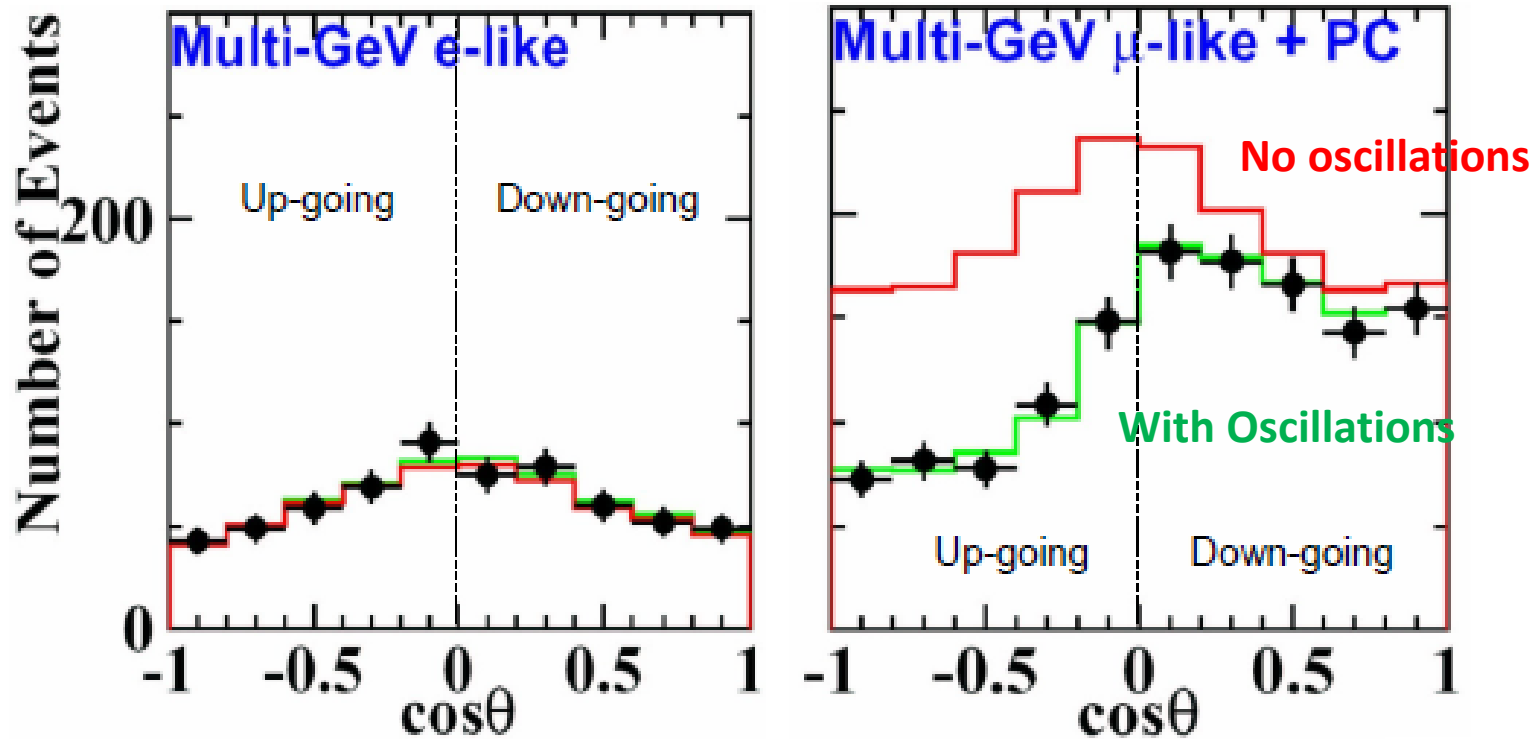 Multi-GeV e-like
Up-going
Down-going
Number of Events
200
0
-1
-0.5
0
0.5
1
cosθ
Multi-GeV μ-like + PC
No oscillations
With Oscillations
Up-going
Down-going
-1
-0.5
0
0.5
1
cosθ